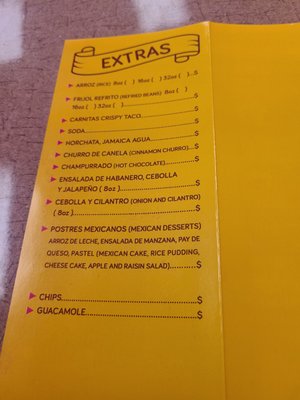 EXTRAS
ARROZ (RICE) 8oz ( ) 16oz ( ) 32oz ( )...$
FRIJOL REFRITO (REFRIED BEANS) 8oz ( )
16oz ( ) 32oz ( )...$
CARNITAS CRISPY TACO...$
SODA...$
HORCHATA, JAMAICA AGUA...$
CHURRO DE CANELA (CINNAMON CHURRO)...$
CHAMPURRADO (HOT CHOCOLATE)...$
ENSALADA DE HABANERO, CEBOLLA
Y JALAPEÑO ( 8oz )...$
CEBOLLA Y CILANTRO (ONION AND CILANTRO)
( 8oz )...$
POSTRES MEXICANOS (MEXICAN DESSERTS)
ARROZ DE LECHE, ENSALADA DE MANZANA, PAY DE
QUESO, PASTEL (MEXICAN CAKE, RICE PUDDING,
CHEESE CAKE, APPLE AND RAISIN SALAD)...$
CHIPS...$
GUACAMOLE...$